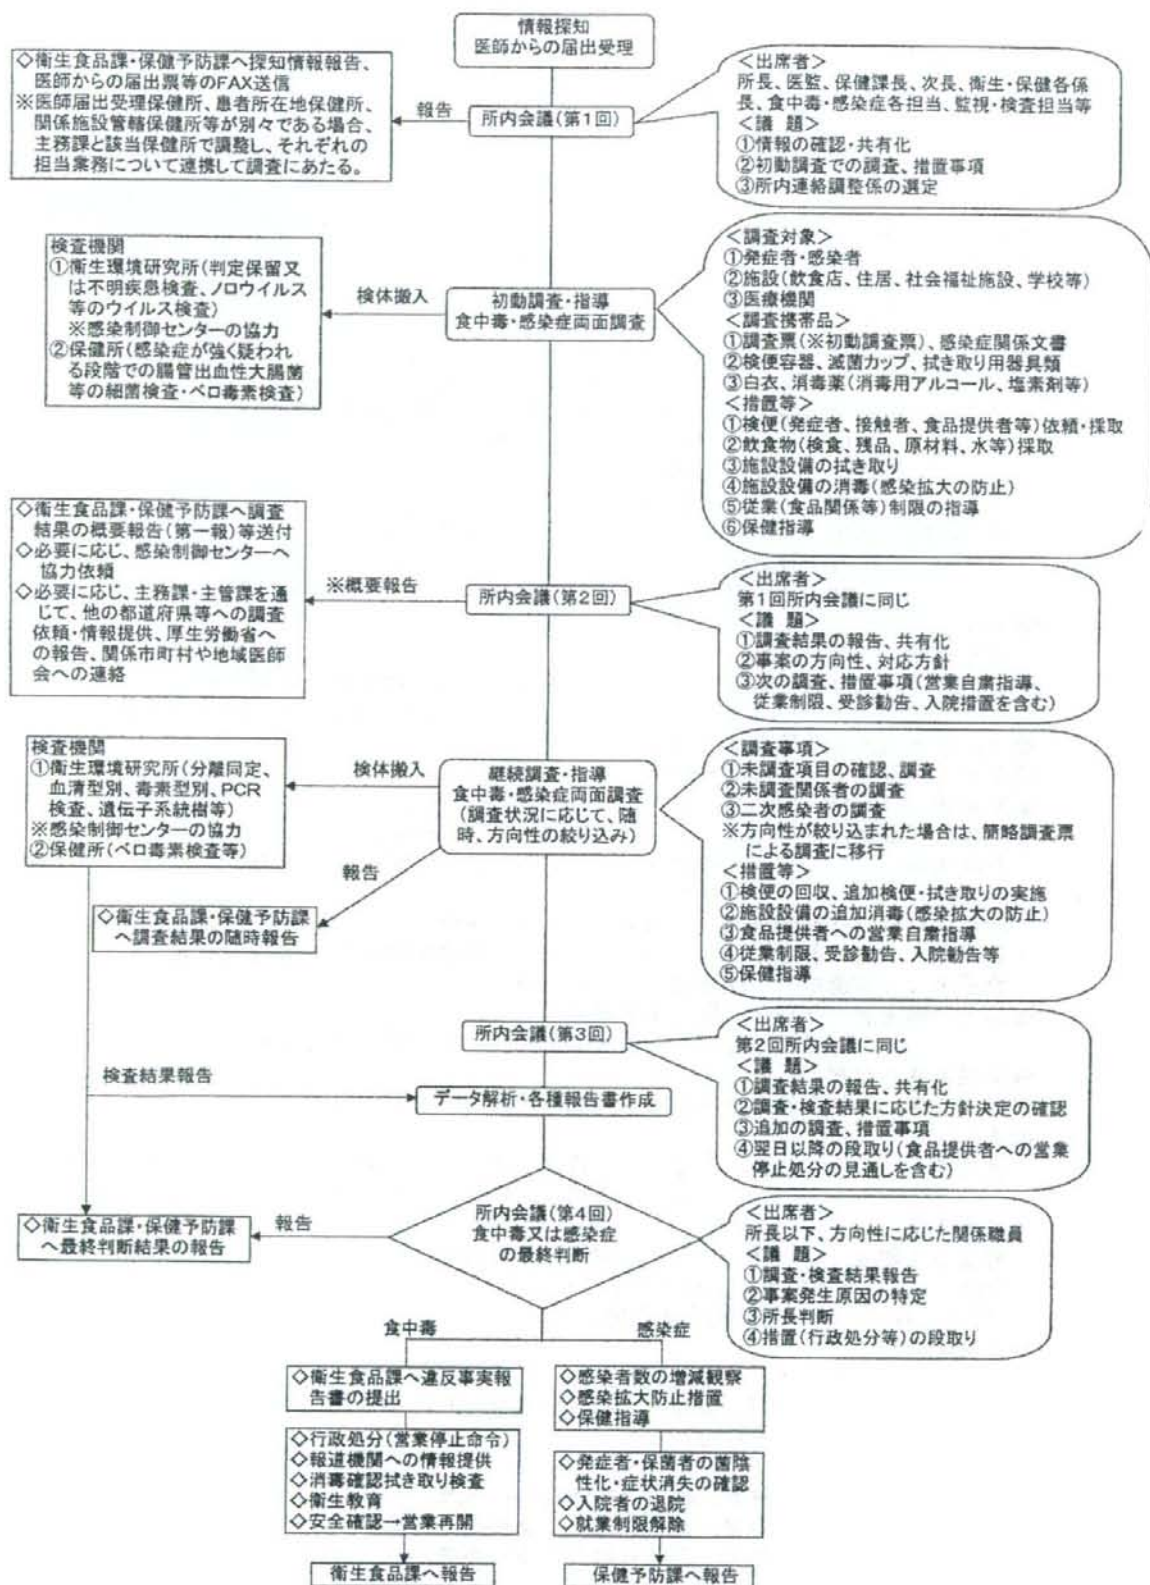 情報探知
医師からの届出受理
◇衛生食品課・保健予防課へ探知情報報告、
医師からの届出票等のFAX送信
※医師届出受理保健所、患者所在地保健所、
関係施設管轄保健所等が別々である場合、
主務課と該当保健所で調整し、それぞれの
担当業務について連携して調査にあたる。
報告
所内会議(第1回)
<出席者>
所長、医監、保健課長、次長、衛生・保健各係
長、食中毒・感染症各担当、監視・検査担当等
<議 題>
①情報の確認・共有化
②初動調査での調査、措置事項
③所内連絡調整係の選定
検査機関
①衛生環境研究所(判定保留又
は不明疾患検査、ノロウイルス
等のウイルス検査)
※感染制御センターの協力
②保健所(感染症が強く疑われ
る段階での腸管出血性大腸菌
等の細菌検査・ベロ毒素検査)
検体搬入
初動調査・指導
食中毒・感染症両面調査
<調査対象>
①発症者・感染者
②施設(飲食店、住居、社会福祉施設、学校等)
③医療機関
<調査携帯品>
①調査票(※初動調査票)、感染症関係文書
②検便容器、滅菌カップ、拭き取り用器具類
③白衣、消毒薬(消毒用アルコール、塩素剤等)
<措置等>
①検便(発症者、接触者、食品提供者等)依頼・採取
②飲食物(検食、残品、原材料、水等)採取
③施設設備の拭き取り
④施設設備の消毒(感染拡大の防止)
⑤従業(食品関係等)制限の指導
⑥保健指導
◇衛生食品課・保健予防課へ調査
結果の概要報告(第一報)等送付
◇必要に応じ、感染制御センターへ
協力依頼
◇必要に応じ、主務課・主管課を通
じて、他の都道府県等への調査
依頼・情報提供、厚生労働省へ
の報告、関係市町村や地域医師
会への連絡
※概要報告
所内会議(第2回)
<出席者>
第1回所内会議に同じ
<議 題>
①調査結果の報告、共有化
②事案の方向性、対応方針
③次の調査、措置事項(営業自粛指導、
従業制限、受診勧告、入院措置を含む)
検査機関
①衛生環境研究所(分離同定、
血清型別、毒素型別、PCR
検査、遺伝子系統樹等)
※感染制御センターの協力
②保健所(ベロ毒素検査等)
検体搬入
継続調査・指導
食中毒・感染症両面調査
(調査状況に応じて、随
時、方向性の絞り込み)
<調査事項>
①未調査項目の確認、調査
②未調査関係者の調査
③二次感染者の調査
※方向性が絞り込まれた場合は、簡略調査票
による調査に移行
<措置等>
①検便の回収、追加検便・拭き取りの実施
②施設設備の追加消毒(感染拡大の防止)
③食品提供者への営業自粛指導
④従業制限、受診勧告、入院勧告等
⑤保健指導
報告
◇衛生食品課・保健予防課
へ調査結果の随時報告
所内会議(第3回)
<出席者>
第2回所内会議に同じ
<議 題>
①調査結果の報告、共有化
②調査・検査結果に応じた方針決定の確認
③追加の調査、措置事項
④翌日以降の段取り(食品提供者への営業
停止処分の見通しを含む)
検査結果報告
データ解析・各種報告書作成
◇衛生食品課・保健予防課
へ最終判断結果の報告
報告
所内会議(第4回)
食中毒又は感染症
の最終判断
<出席者>
所長以下、方向性に応じた関係職員
<議 題>
①調査・検査結果報告
②事案発生原因の特定
③所長判断
④措置(行政処分等)の段取り
食中毒
感染症
◇衛生食品課へ違反事実報
告書の提出
◇感染者数の増減観察
◇感染拡大防止措置
◇保健指導
◇行政処分(営業停止命令)
◇報道機関への情報提供
◇消毒確認拭き取り検査
◇衛生教育
◇安全確認→営業再開
◇発症者・保菌者の菌陰
性化・症状消失の確認
◇入院者の退院
◇就業制限解除
衛生食品課へ報告
保健予防課へ報告